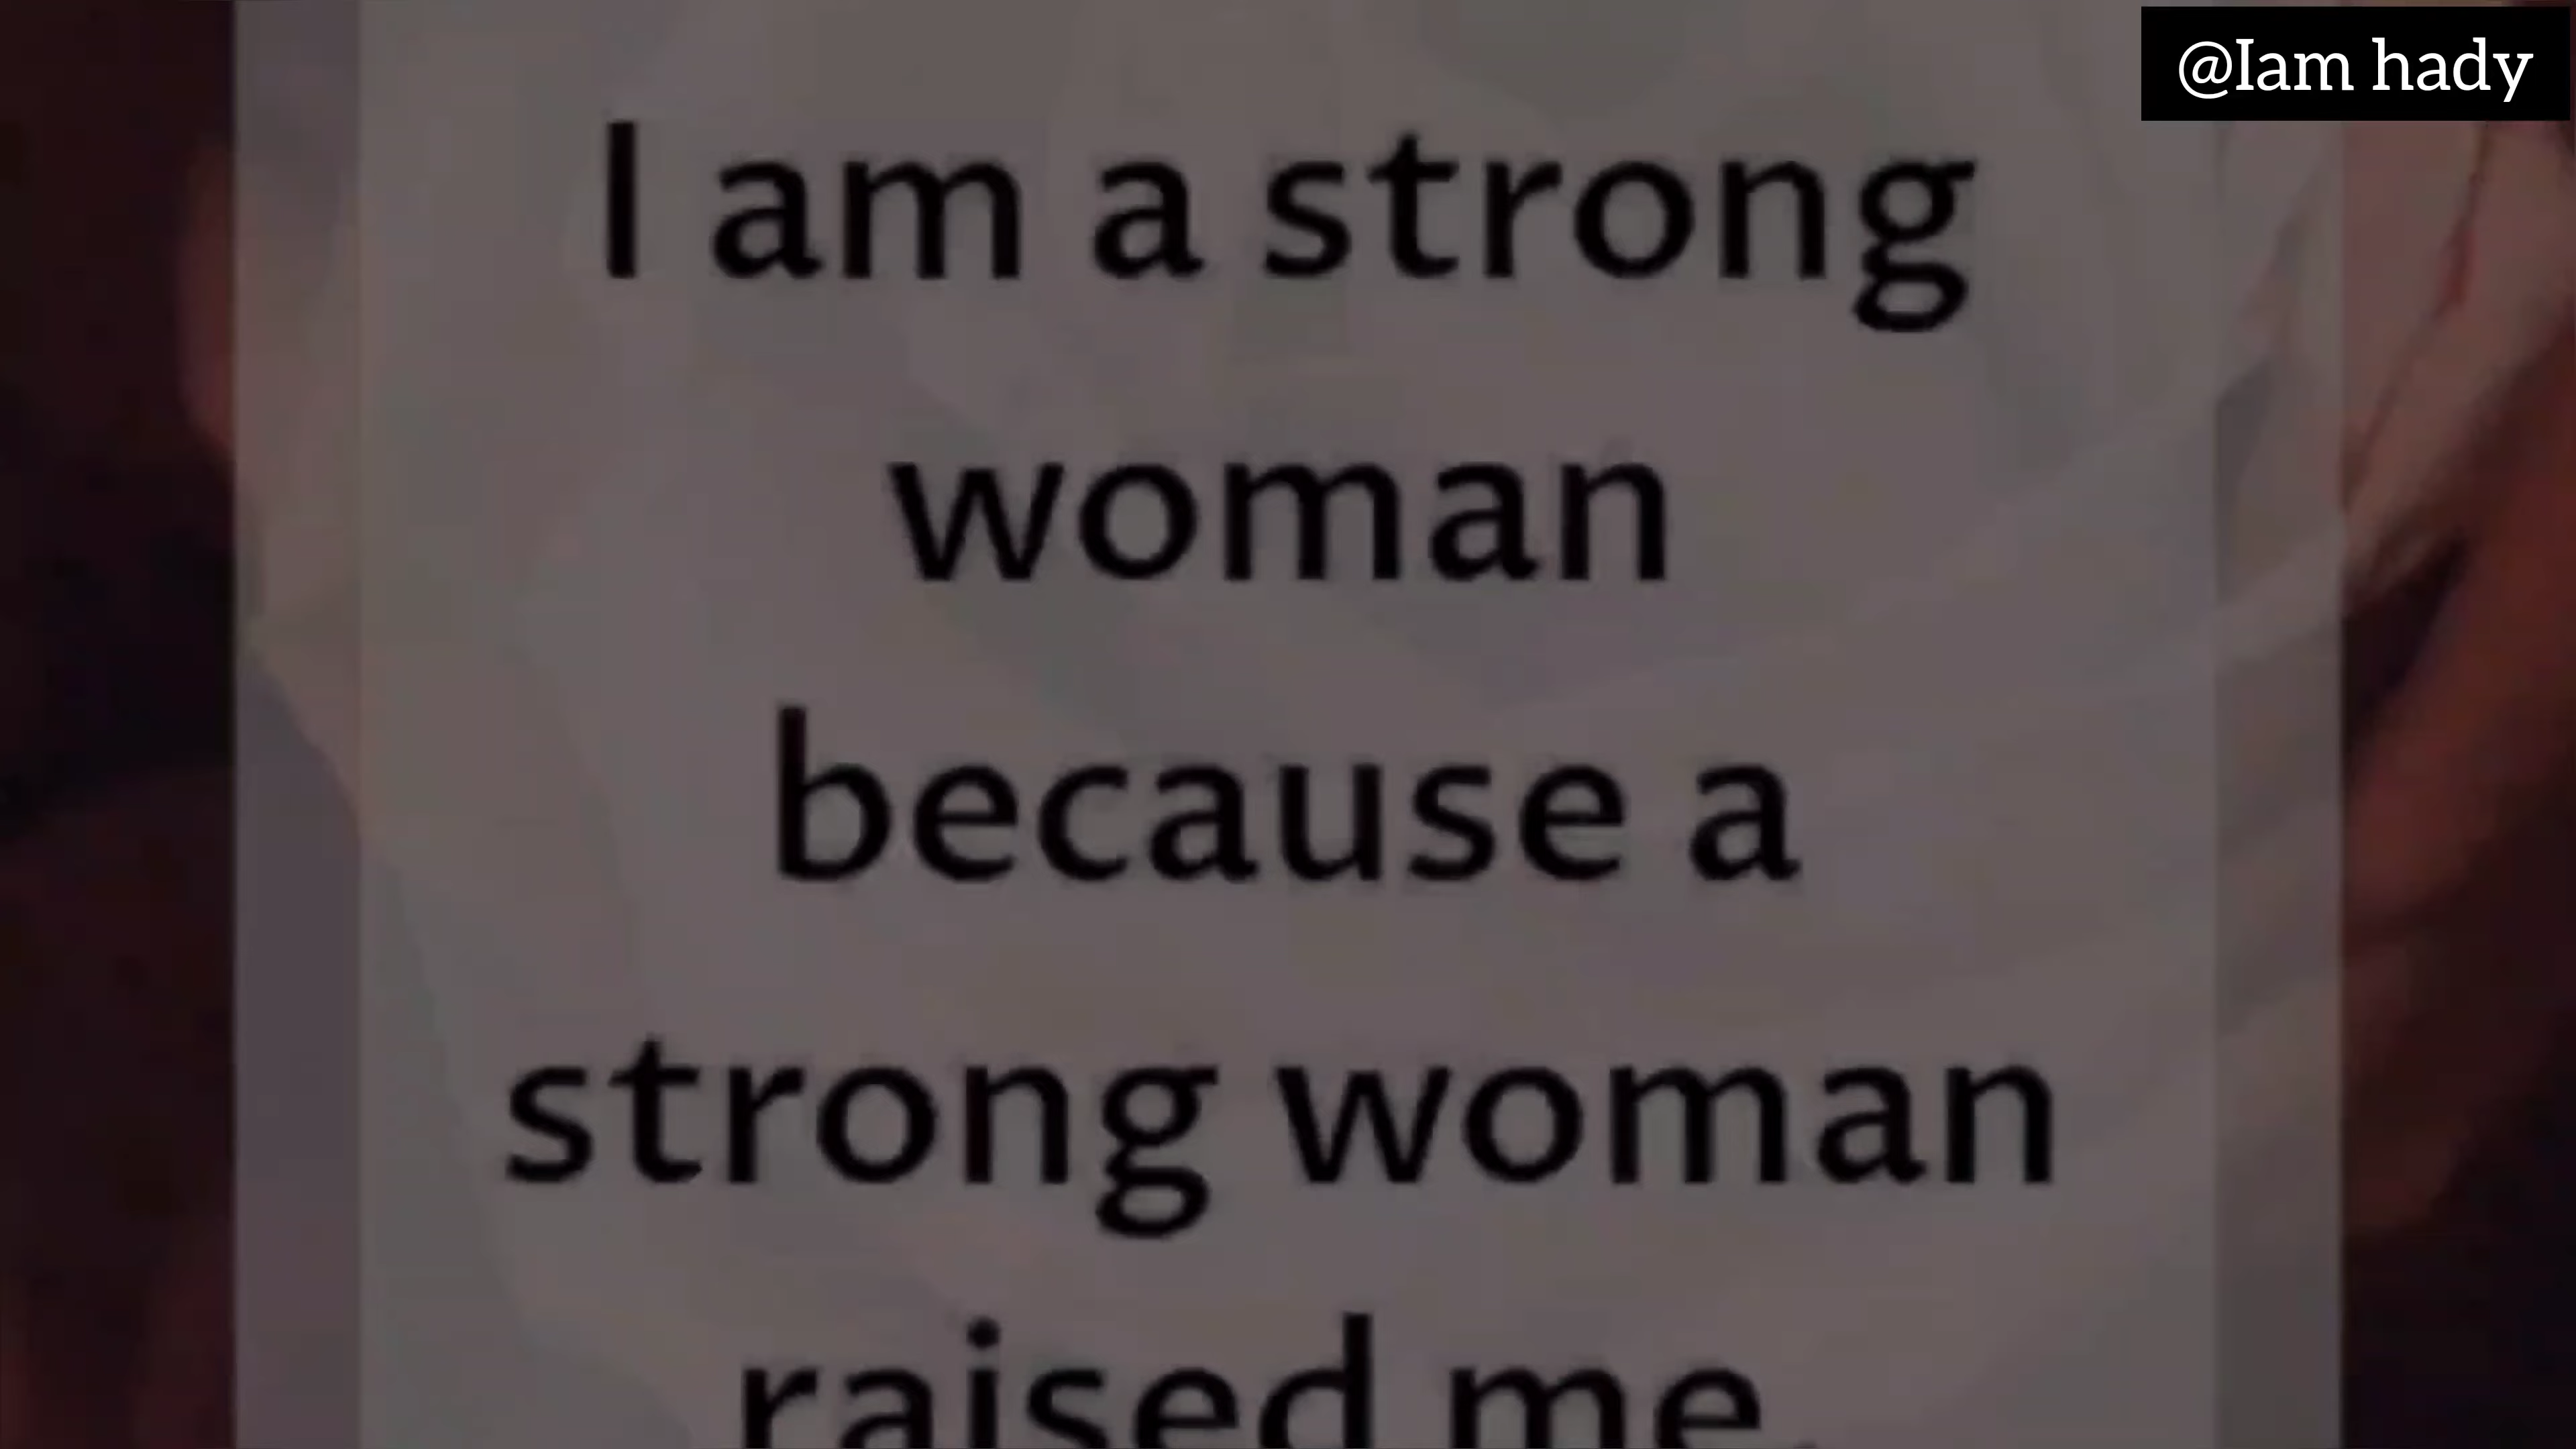 @Iam hady
I am a strong
woman
because a
strong woman
raised me.